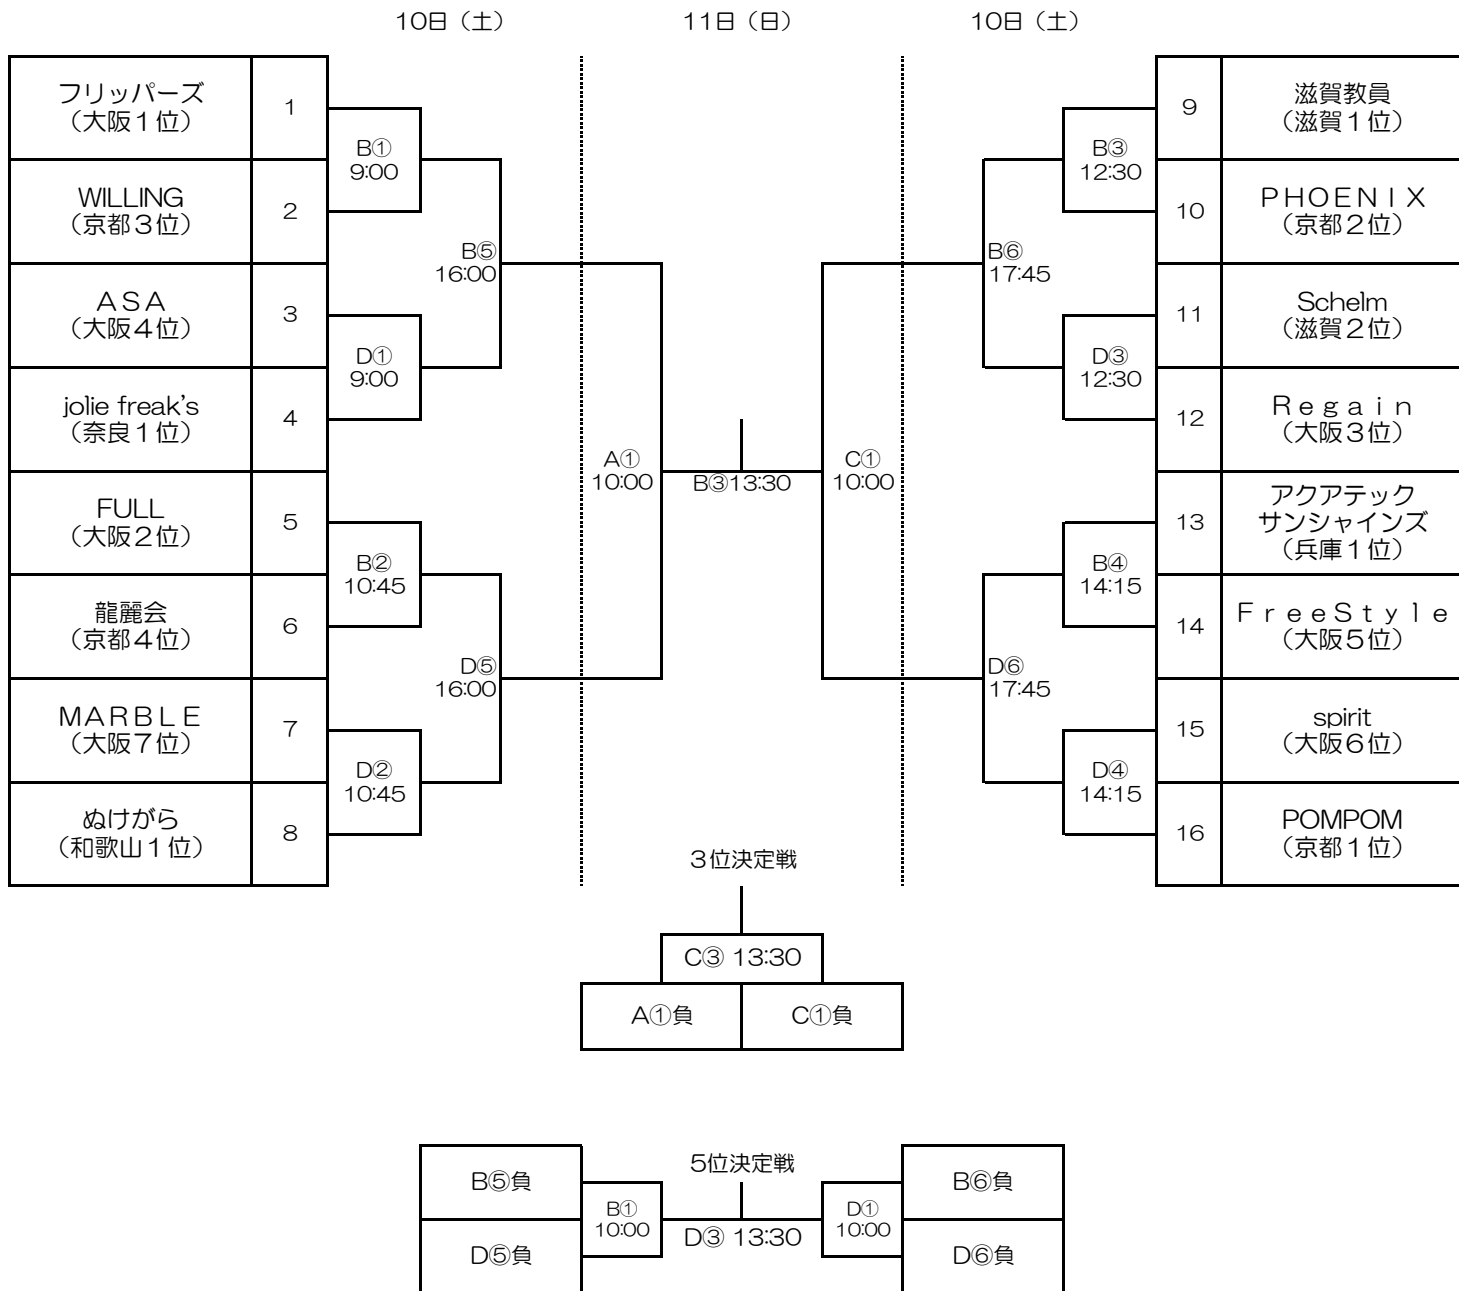 10日（土）
11日（日）
10日（土）
フリッパーズ
（大阪１位）
1
WILLING
（京都３位）
2
ＡＳＡ
（大阪４位）
3
jolie freak's
（奈良１位）
4
FULL
（大阪２位）
5
龍麗会
（京都４位）
6
ＭＡＲＢＬＥ
（大阪７位）
7
ぬけがら
（和歌山１位）
8
B①
9:00
D①
9:00
B②
10:45
D②
10:45
B⑤
16:00
D⑤
16:00
A①
10:00
B③13:30
C①
10:00
B⑥
17:45
D⑥
17:45
B③
12:30
D③
12:30
B④
14:15
D④
14:15
9
滋賀教員
（滋賀１位）
10
ＰＨＯＥＮＩＸ
（京都２位）
11
Schelm
（滋賀２位）
12
Ｒｅｇａｉｎ
（大阪３位）
13
アクアテック
サンシャインズ
（兵庫１位）
14
ＦｒｅｅＳｔｙｌｅ
（大阪５位）
15
spirit
（大阪６位）
16
POMPOM
（京都１位）
３位決定戦
C③ 13:30
A①負
C①負
５位決定戦
B⑤負
D⑤負
B①
10:00
D③ 13:30
D①
10:00
B⑥負
D⑥負